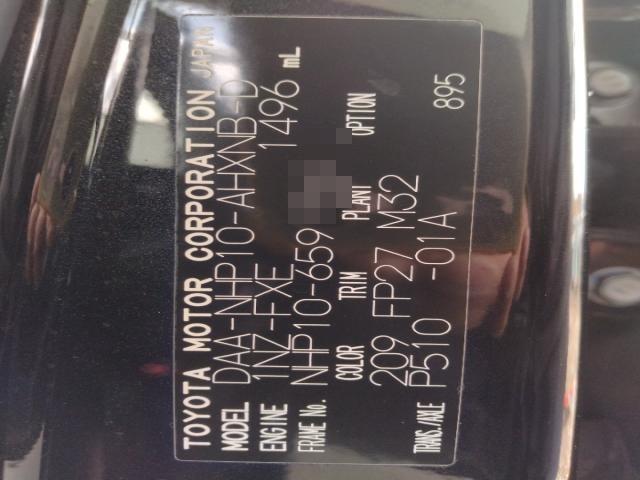 TOYOTA MOTOR CORPORATION JAPAN
MODEL DAA-NHP10-AHXNB-D
ENGINE 1NZ-FXE 1496 mL
FRAME No. NHP10-659
COLOR TRIM PLANT OPTION
209 FP27 M32
TRANS./AXLE P510 -01A 895